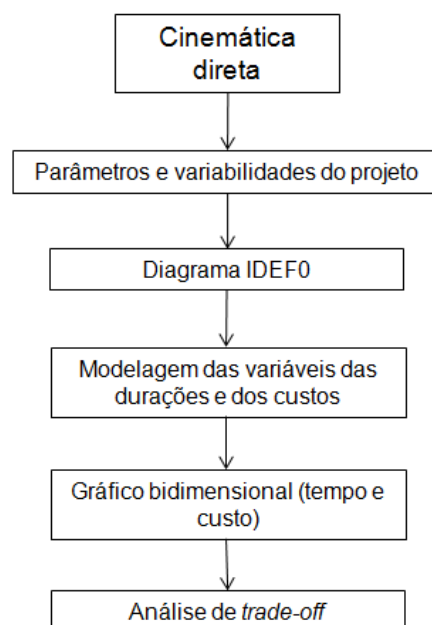 Cinemática
direta
Parâmetros e variabilidades do projeto
Diagrama IDEF0
Modelagem das variáveis das
durações e dos custos
Gráfico bidimensional (tempo e
custo)
Análise de trade-off